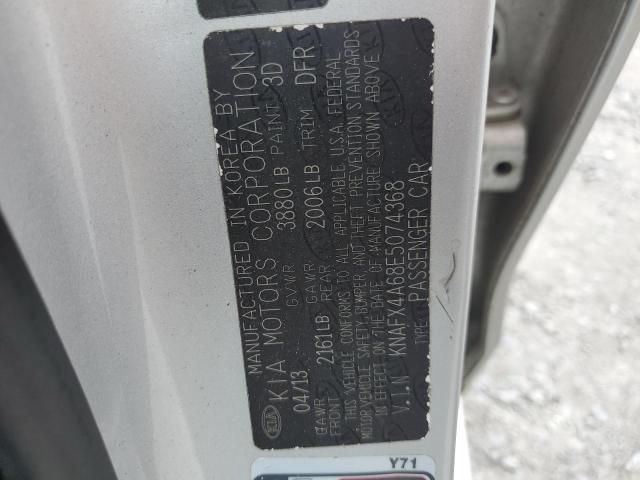 MANUFACTURED IN KOREA BY
KIA MOTORS CORPORATION
04/13 GVWR 3880LB PAINT: 3D
GAWR FRONT 2161LB GAWR REAR 2006LB TRIM DFR
THIS VEHICLE CONFORMS TO ALL APPLICABLE U.S.A. FEDERAL
MOTOR VEHICLE SAFETY, BUMPER, AND THEFT PREVENTION STANDARDS
IN EFFECT ON THE DATE OF MANUFACTURE SHOWN ABOVE
V.I.N: KNAFX4A68E5074368
TYPE: PASSENGER CAR
KIA
Y71